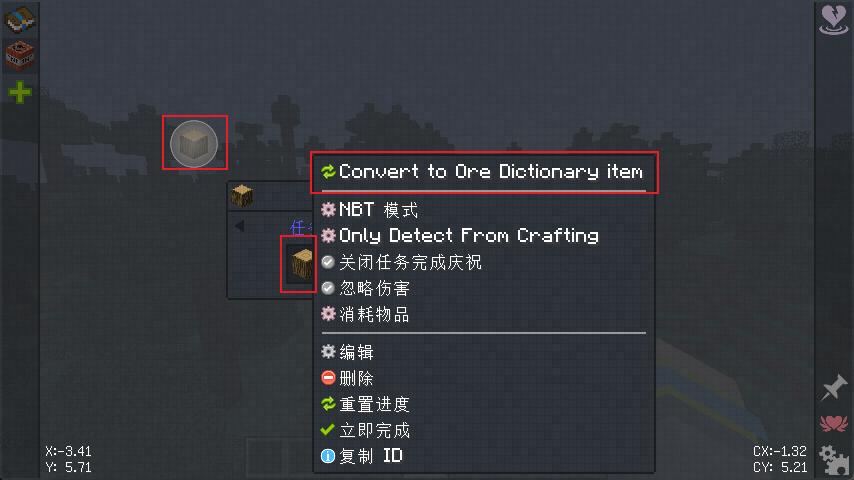 Convert to Ore Dictionary item
NBT 模式
任务
Only Detect From Crafting
关闭任务完成庆祝
忽略伤害
消耗物品
编辑
删除
重置进度
立即完成
复制 ID
X:-3.41
Y: 5.71
CX:-1.32
CY: 5.21